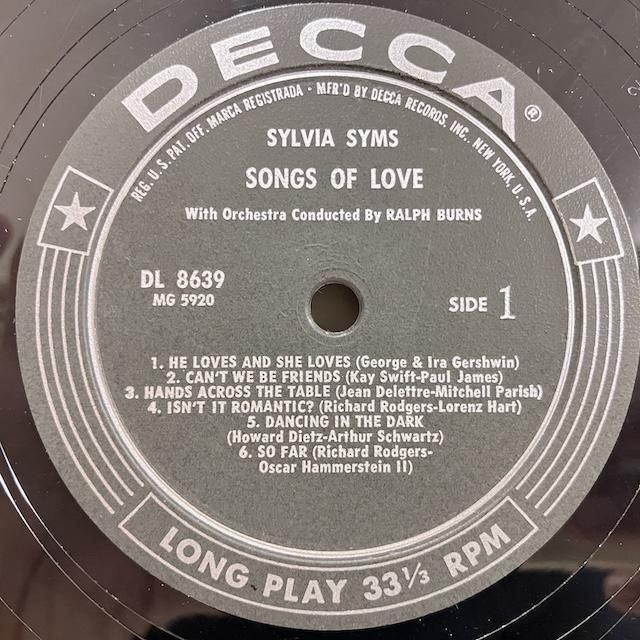 DECCA®
REG. U.S. PAT. OFF. MARCA REGISTRADA • MFR'D BY DECCA RECORDS, INC., NEW YORK, U.S.A.
SYLVIA SYMS
SONGS OF LOVE
With Orchestra Conducted By RALPH BURNS
DL 8639
MG 5920
SIDE 1
1. HE LOVES AND SHE LOVES (George & Ira Gershwin)
2. CAN'T WE BE FRIENDS (Kay Swift-Paul James)
3. HANDS ACROSS THE TABLE (Jean Delettre-Mitchell Parish)
4. ISN'T IT ROMANTIC? (Richard Rodgers-Lorenz Hart)
5. DANCING IN THE DARK
(Howard Dietz-Arthur Schwartz)
6. SO FAR (Richard Rodgers-
Oscar Hammerstein II)
LONG PLAY 33⅓ RPM